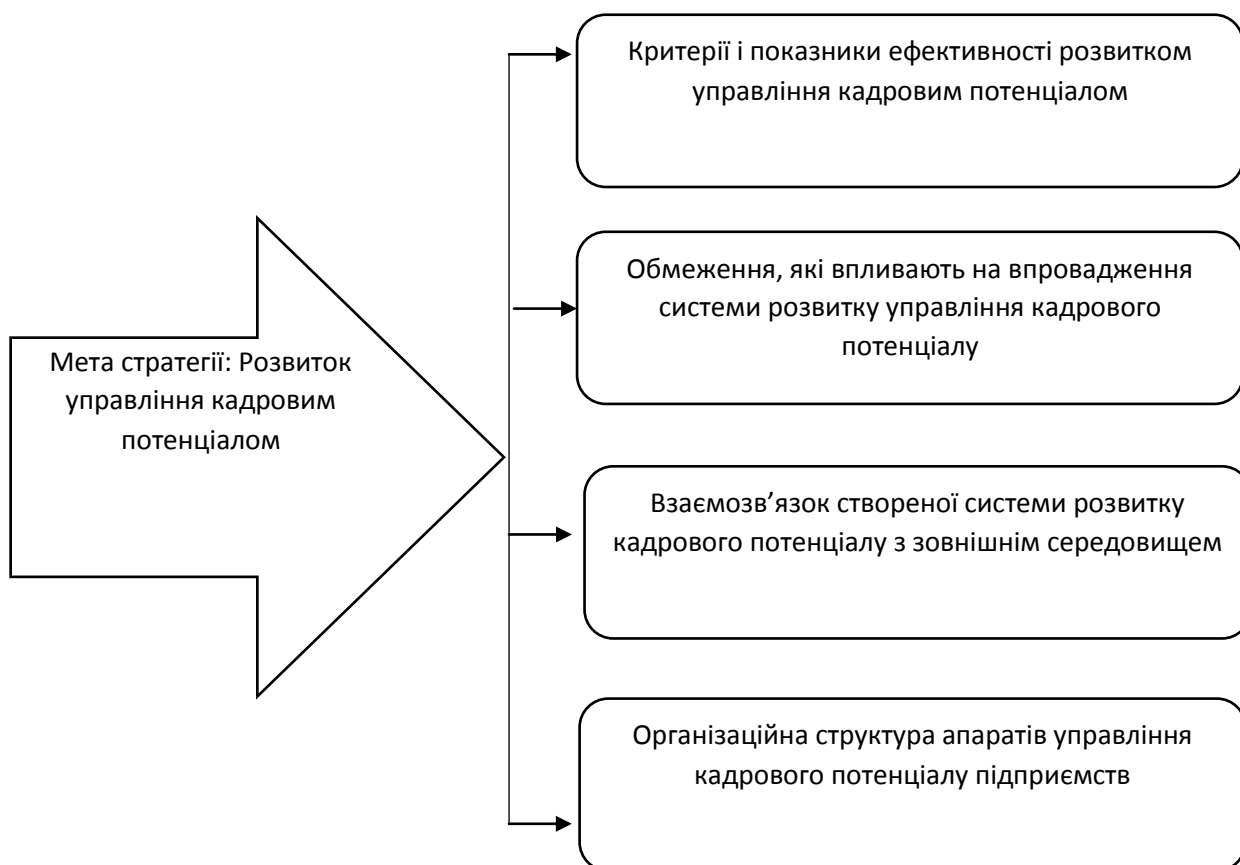 Критерії і показники ефективності розвитком
управління кадровим потенціалом
Обмеження, які впливають на впровадження
системи розвитку управління кадрового
потенціалу
Мета стратегії: Розвиток
управління кадровим
потенціалом
Взаємозв’язок створеної системи розвитку
кадрового потенціалу з зовнішнім середовищем
Організаційна структура апаратів управління
кадрового потенціалу підприємств